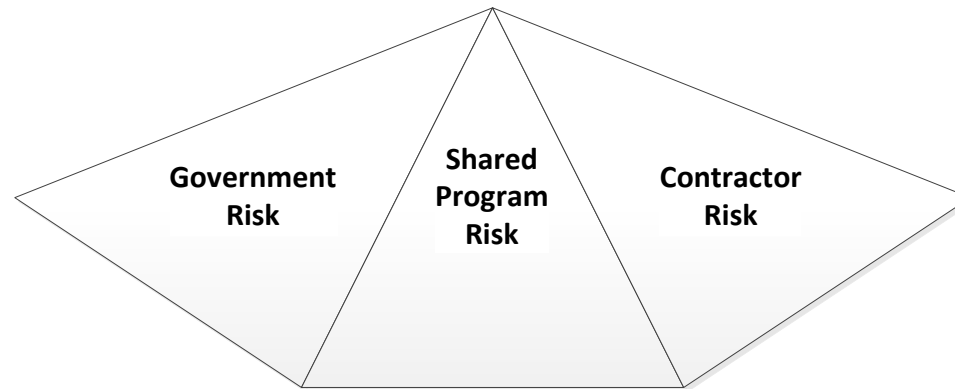 Government
Risk
Shared
Program
Risk
Contractor
Risk